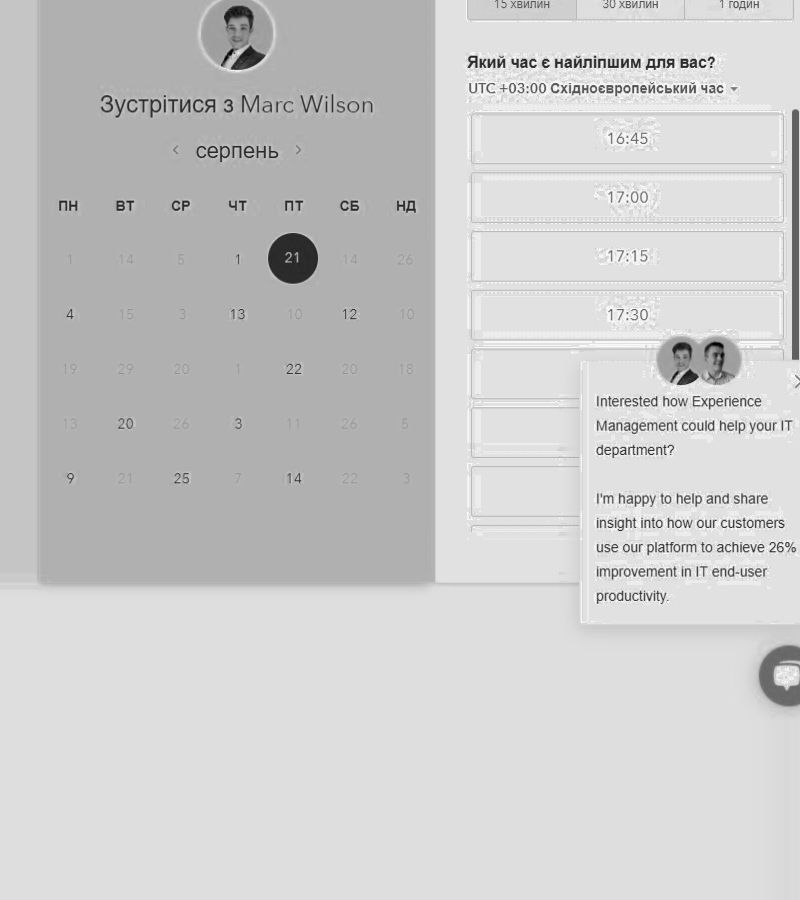 Зустрітися з Marc Wilson
серпень
ПН ВТ СР ЧТ ПТ СБ НД
1 14 5 1 21 14 26
4 15 3 13 10 12 10
19 29 20 1 22 20 18
13 20 26 3 11 26 5
9 21 25 7 14 22 3
15 хвилин 30 хвилин 1 годин
Який час є найліпшим для вас?
UTC +03:00 Східноєвропейський час
16:45
17:00
17:15
17:30
Interested how Experience
Management could help your IT
department?
I'm happy to help and share
insight into how our customers
use our platform to achieve 26%
improvement in IT end-user
productivity.